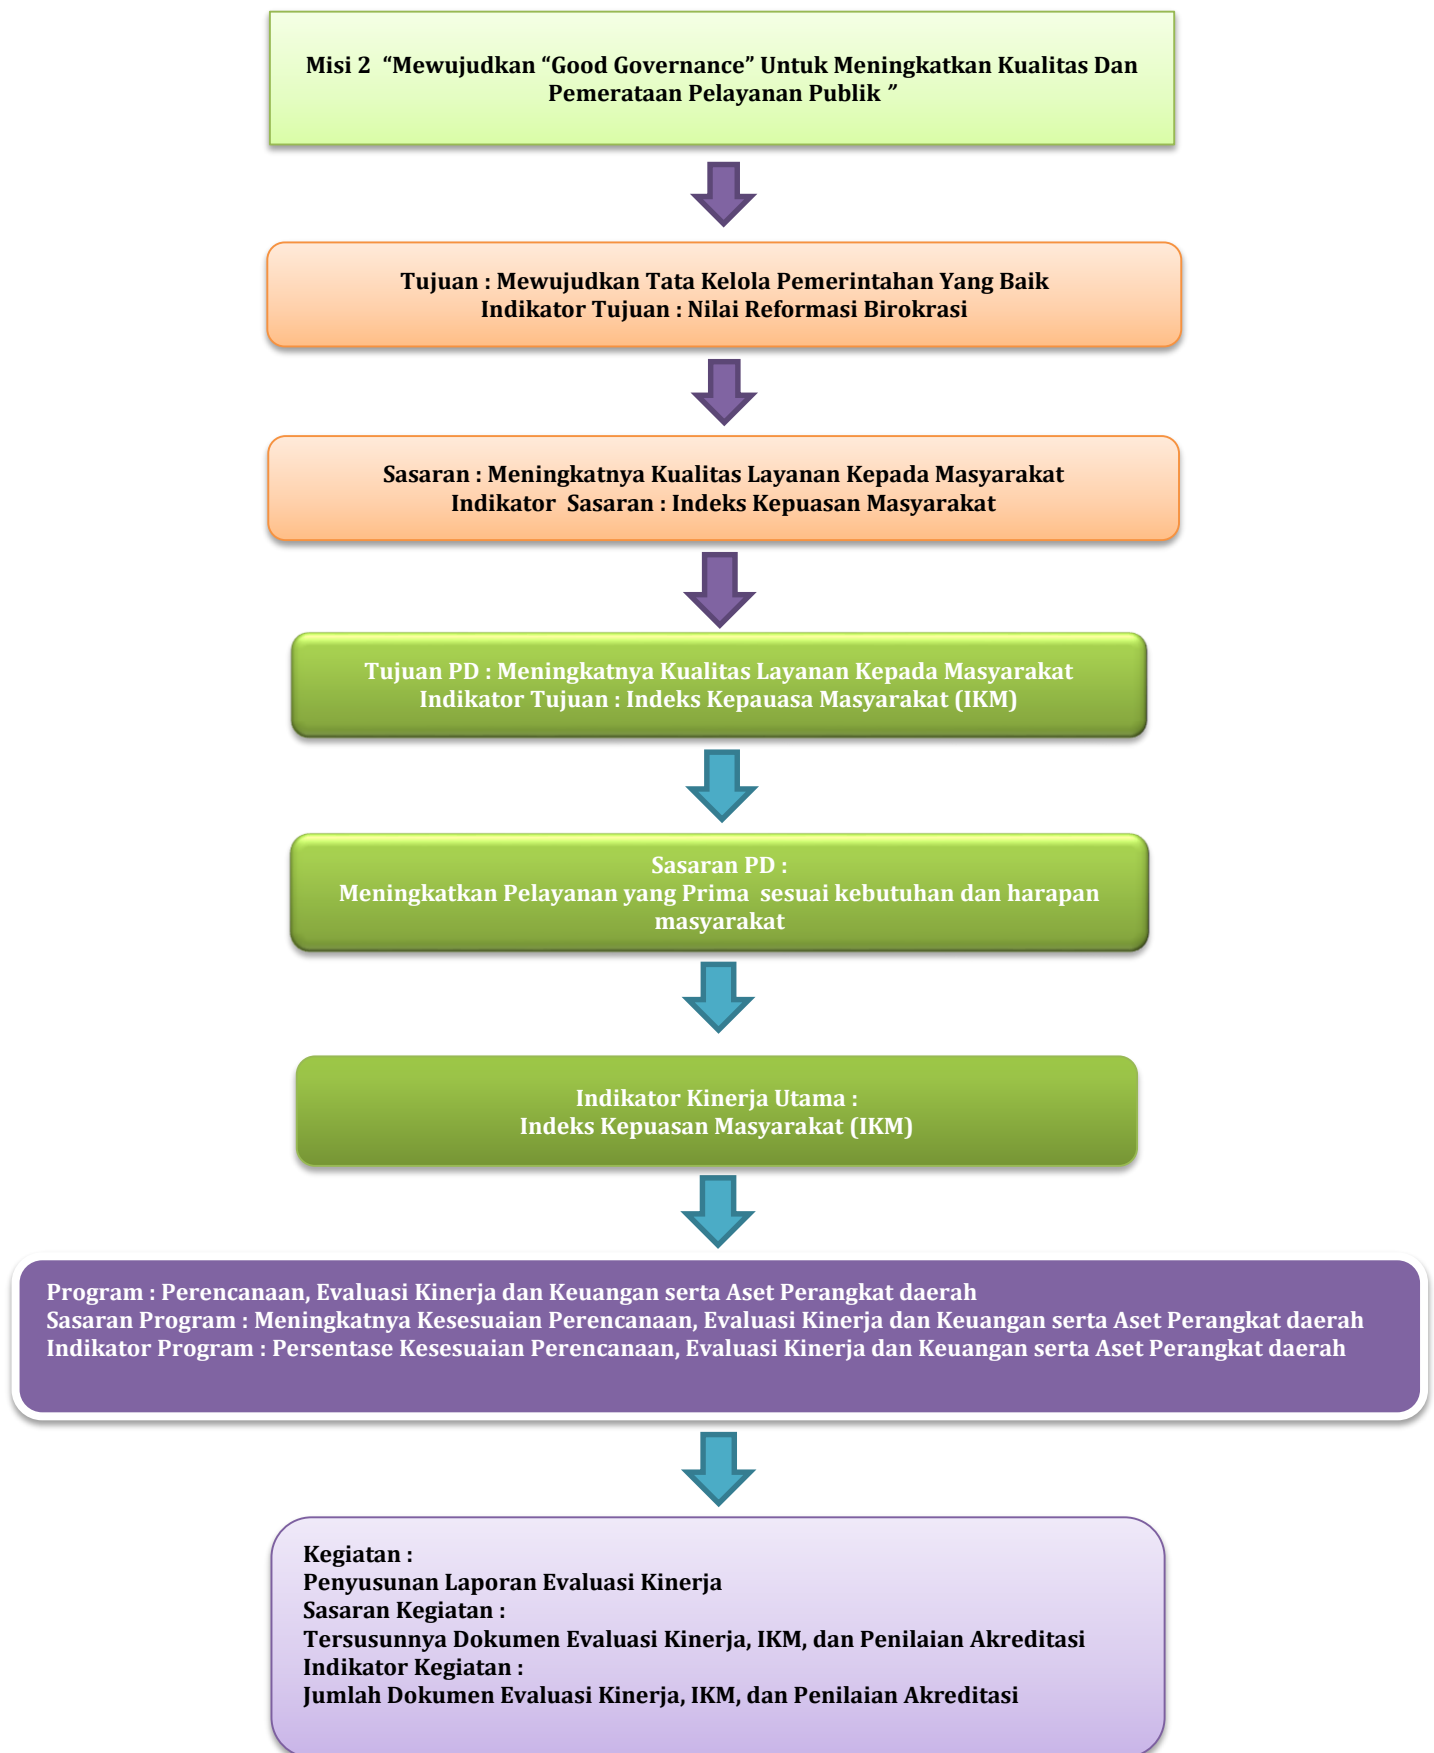 Misi 2 “Mewujudkan “Good Governance” Untuk Meningkatkan Kualitas Dan
Pemerataan Pelayanan Publik ”
Tujuan : Mewujudkan Tata Kelola Pemerintahan Yang Baik
Indikator Tujuan : Nilai Reformasi Birokrasi
Sasaran : Meningkatnya Kualitas Layanan Kepada Masyarakat
Indikator Sasaran : Indeks Kepuasan Masyarakat
Tujuan PD : Meningkatnya Kualitas Layanan Kepada Masyarakat
Indikator Tujuan : Indeks Kepauasa Masyarakat (IKM)
Sasaran PD :
Meningkatkan Pelayanan yang Prima sesuai kebutuhan dan harapan
masyarakat
Indikator Kinerja Utama :
Indeks Kepuasan Masyarakat (IKM)
Program : Perencanaan, Evaluasi Kinerja dan Keuangan serta Aset Perangkat daerah
Sasaran Program : Meningkatnya Kesesuaian Perencanaan, Evaluasi Kinerja dan Keuangan serta Aset Perangkat daerah
Indikator Program : Persentase Kesesuaian Perencanaan, Evaluasi Kinerja dan Keuangan serta Aset Perangkat daerah
Kegiatan :
Penyusunan Laporan Evaluasi Kinerja
Sasaran Kegiatan :
Tersusunnya Dokumen Evaluasi Kinerja, IKM, dan Penilaian Akreditasi
Indikator Kegiatan :
Jumlah Dokumen Evaluasi Kinerja, IKM, dan Penilaian Akreditasi